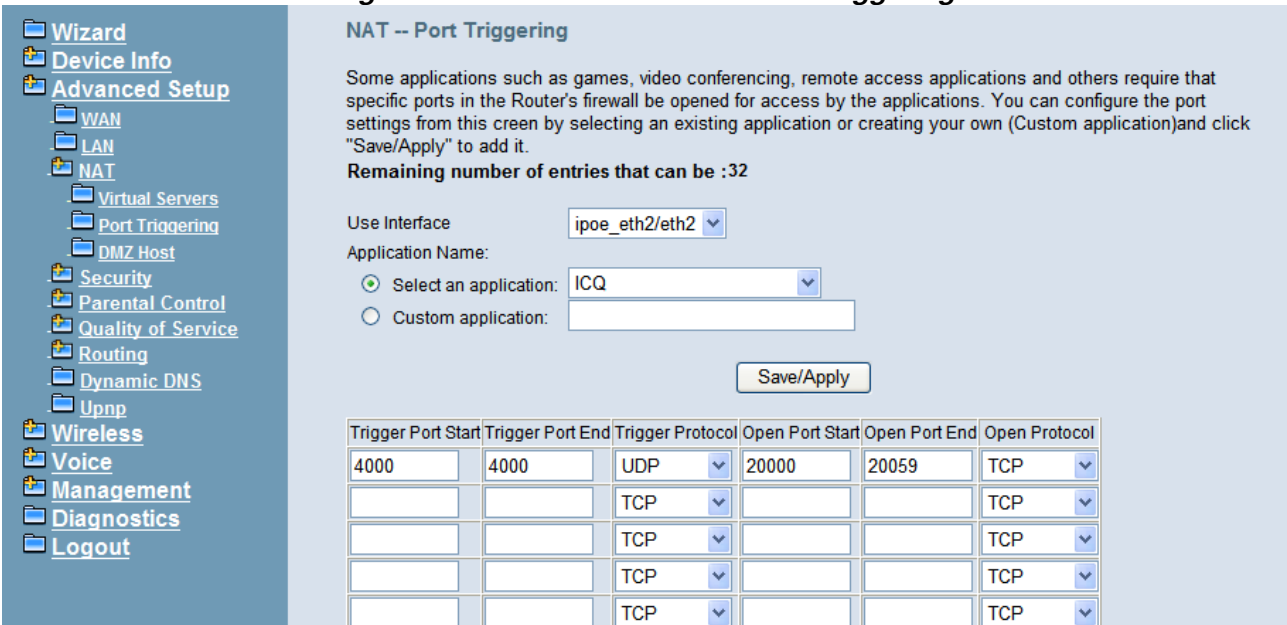 Wizard
Device Info
Advanced Setup
WAN
LAN
NAT
Virtual Servers
Port Triggering
DMZ Host
Security
Parental Control
Quality of Service
Routing
Dynamic DNS
Upnp
Wireless
Voice
Management
Diagnostics
Logout
NAT -- Port Triggering
Some applications such as games, video conferencing, remote access applications and others require that
specific ports in the Router's firewall be opened for access by the applications. You can configure the port
settings from this creen by selecting an existing application or creating your own (Custom application)and click
"Save/Apply" to add it.
Remaining number of entries that can be :32
Use Interface ipoe_eth2/eth2
Application Name:
Select an application: ICQ
Custom application:
Save/Apply
Trigger Port Start Trigger Port End Trigger Protocol Open Port Start Open Port End Open Protocol
4000 4000 UDP 20000 20059 TCP
TCP TCP
TCP TCP
TCP TCP
TCP TCP